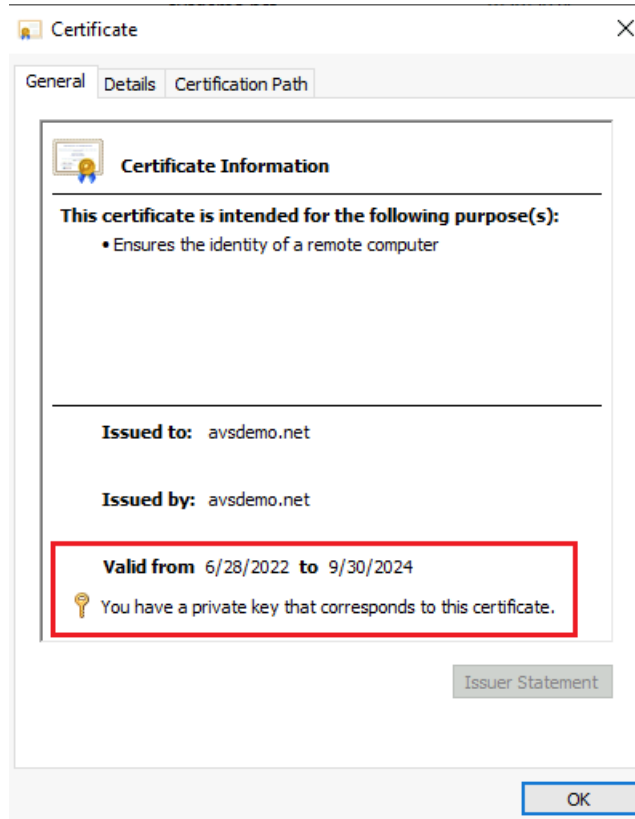 Certificate
General Details Certification Path
Certificate Information
This certificate is intended for the following purpose(s):
• Ensures the identity of a remote computer
Issued to: avsdemo.net
Issued by: avsdemo.net
Valid from 6/28/2022 to 9/30/2024
You have a private key that corresponds to this certificate.
Issuer Statement
OK